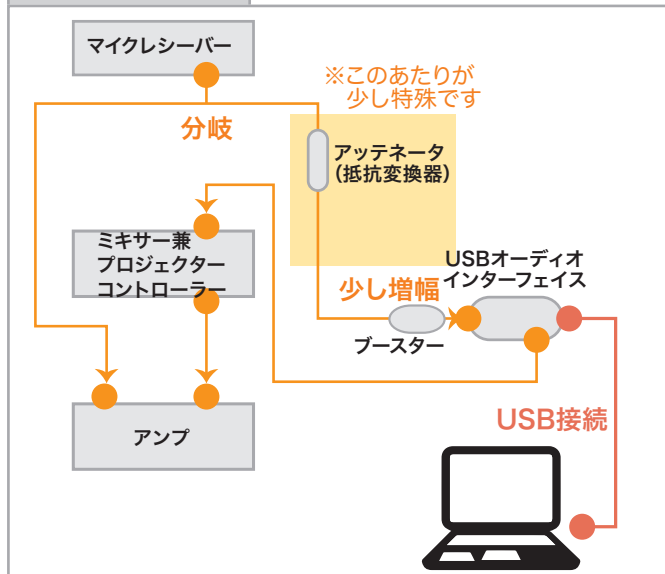 マイクレシーバー
※このあたりが
少し特殊です
分岐
アッテネータ
(抵抗変換器)
ミキサー兼
プロジェクター
コントローラー
USBオーディオ
インターフェイス
少し増幅
ブースター
アンプ
USB接続